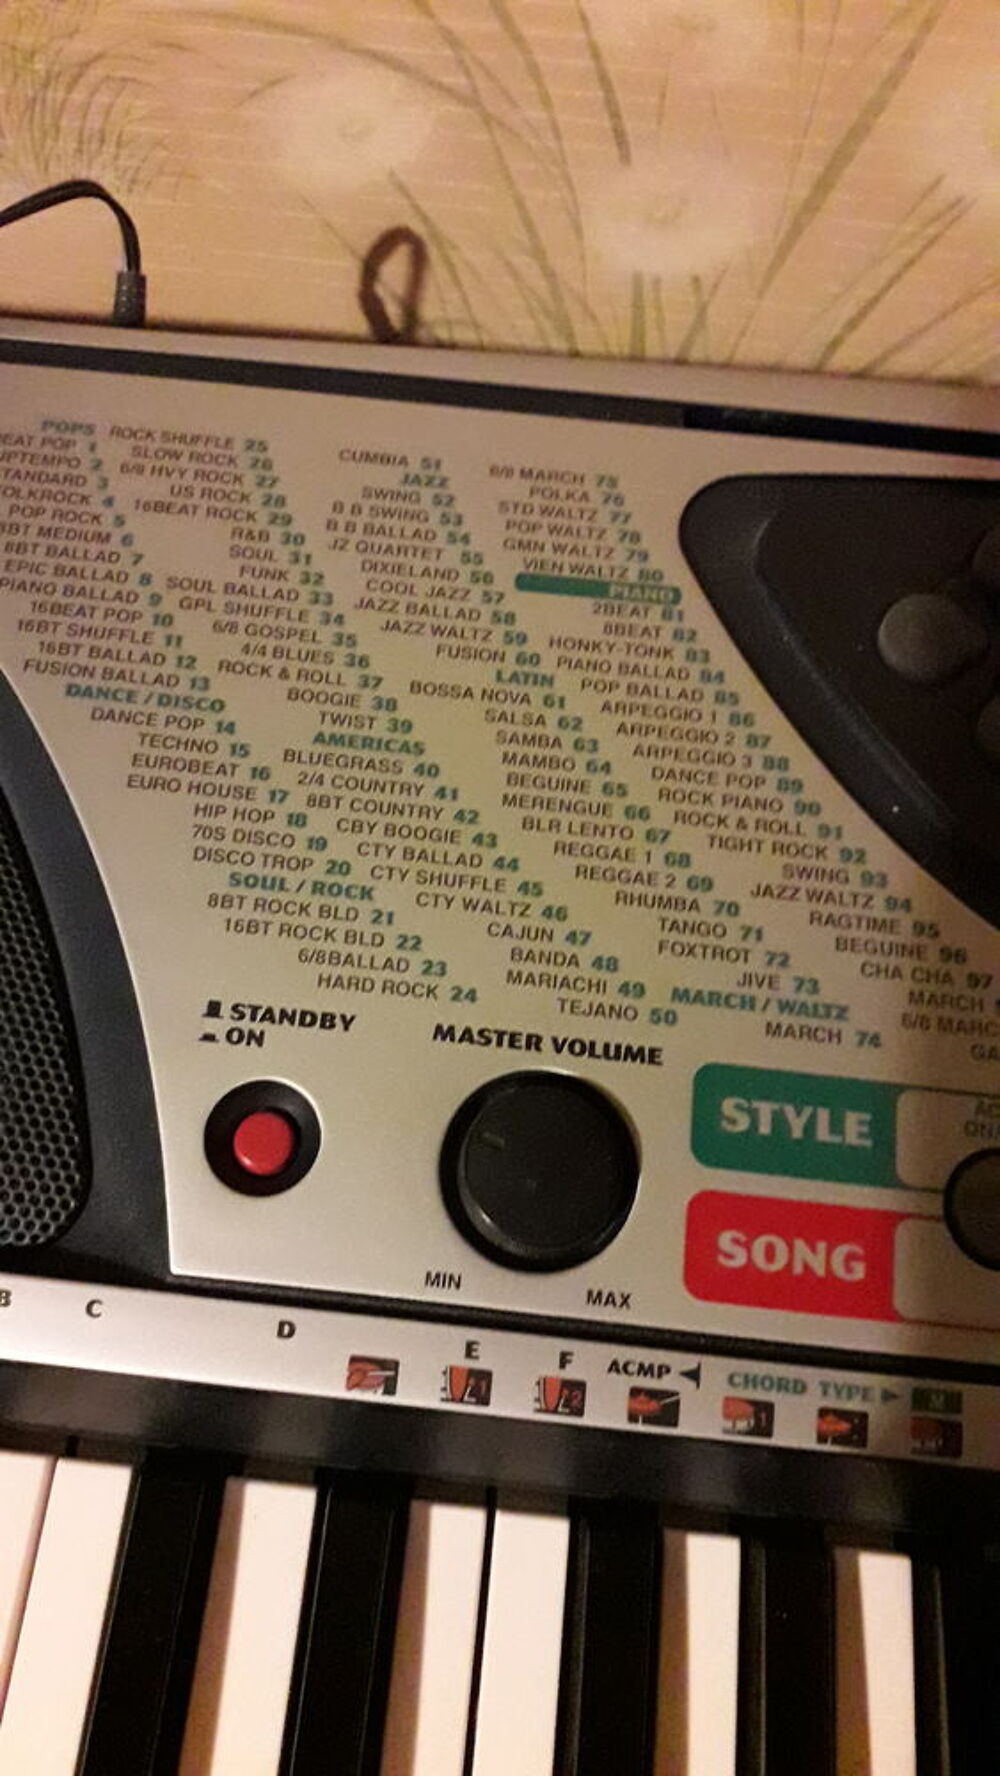 POPS
EAT POP 1
UPTEMPO 2
TANDARD 3
OLKROCK 4
POP ROCK 5
8BT MEDIUM 6
8BT BALLAD 7
EPIC BALLAD 8
PIANO BALLAD 9
16BEAT POP 10
16BT SHUFFLE 11
16BT BALLAD 12
FUSION BALLAD 13
DANCE / DISCO
DANCE POP 14
TECHNO 15
EUROBEAT 16
EURO HOUSE 17
HIP HOP 18
70S DISCO 19
DISCO TROP 20
SOUL / ROCK
8BT ROCK BLD 21
16BT ROCK BLD 22
6/8BALLAD 23
HARD ROCK 24
ROCK SHUFFLE 25
SLOW ROCK 26
6/8 HVY ROCK 27
US ROCK 28
16BEAT ROCK 29
R&B 30
SOUL 31
FUNK 32
SOUL BALLAD 33
GPL SHUFFLE 34
6/8 GOSPEL 35
4/4 BLUES 36
ROCK & ROLL 37
BOOGIE 38
TWIST 39
AMERICAS
BLUEGRASS 40
2/4 COUNTRY 41
8BT COUNTRY 42
CBY BOOGIE 43
CTY BALLAD 44
CTY SHUFFLE 45
CTY WALTZ 46
CAJUN 47
BANDA 48
MARIACHI 49
TEJANO 50
CUMBIA 51
JAZZ
SWING 52
B B SWING 53
B B BALLAD 54
JZ QUARTET 55
DIXIELAND 56
COOL JAZZ 57
JAZZ BALLAD 58
JAZZ WALTZ 59
FUSION 60
LATIN
BOSSA NOVA 61
SALSA 62
SAMBA 63
MAMBO 64
BEGUINE 65
MERENGUE 66
BLR LENTO 67
REGGAE 1 68
REGGAE 2 69
RHUMBA 70
TANGO 71
FOXTROT 72
JIVE 73
MARCH / WALTZ
MARCH 74
6/8 MARCH 75
POLKA 76
STD WALTZ 77
POP WALTZ 78
GMN WALTZ 79
VIEN WALTZ 80
PIANO
2BEAT 81
8BEAT 82
HONKY-TONK 83
PIANO BALLAD 84
POP BALLAD 85
ARPEGGIO 1 86
ARPEGGIO 2 87
ARPEGGIO 3 88
DANCE POP 89
ROCK PIANO 90
ROCK & ROLL 91
TIGHT ROCK 92
SWING 93
JAZZ WALTZ 94
RAGTIME 95
BEGUINE 96
CHA CHA 97
MARCH
6/8 MARC
GA
STANDBY
ON
MASTER VOLUME
MIN
MAX
STYLE
SONG
B C D E F ACMP CHORD TYPE M